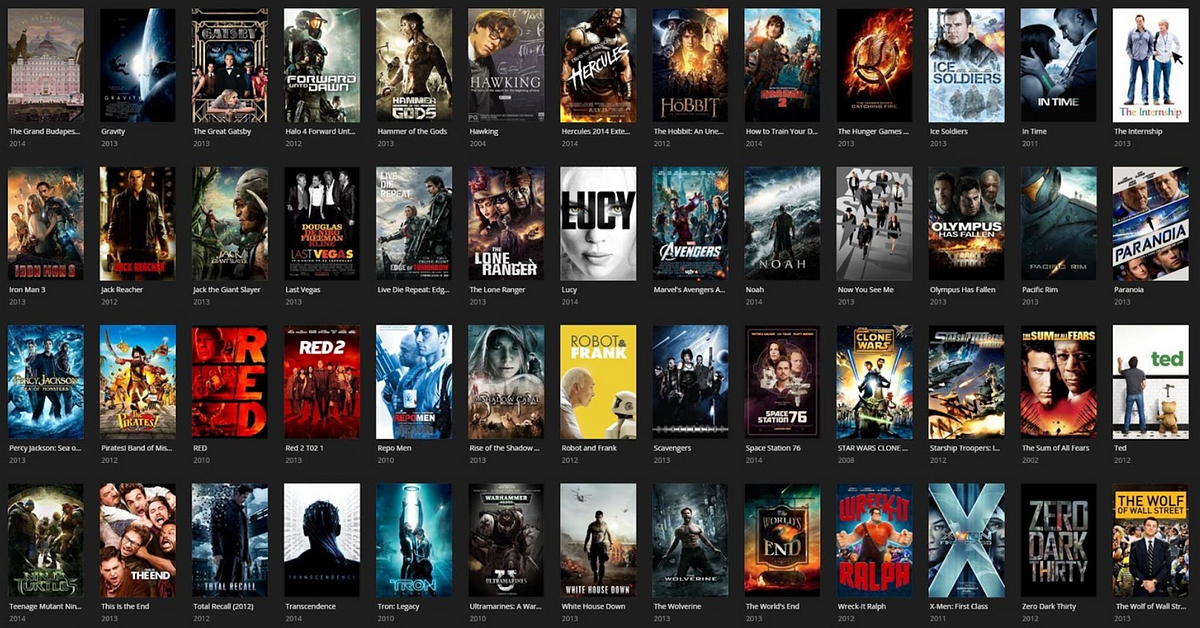 GRAVITY
GATSBY
FORWARD
UNTO DAWN
HAMMER
OF THE
GODS
HAWKING
HERCULES
THE HOBBIT
2
THE HUNGER GAMES
CATCHING FIRE
ICE
SOLDIERS
IN TIME
The Internship
The Grand Budapes...
Gravity
The Great Gatsby
Halo 4 Forward Unt...
Hammer of the Gods
Hawking
Hercules 2014 Exte...
The Hobbit: An Une...
How to Train Your D...
The Hunger Games ...
Ice Soldiers
In Time
The Internship
2014
2013
2013
2012
2013
2004
2014
2012
2014
2013
2013
2011
2013
IRON MAN 3
JACK REACHER
JACK
THE GIANT SLAYER
DOUGLAS
DE NIRO
FREEMAN
KLINE
LAST VEGAS
LIVE
DIE
REPEAT
EDGE OF TOMORROW
THE
LONE
RANGER
LUCY
MARVEL
AVENGERS
NOAH
OLYMPUS
HAS FALLEN
PACIFIC RIM
PARANOIA
Iron Man 3
Jack Reacher
Jack the Giant Slayer
Last Vegas
Live Die Repeat: Edg...
The Lone Ranger
Lucy
Marvel's Avengers A...
Noah
Now You See Me
Olympus Has Fallen
Pacific Rim
Paranoia
2013
2012
2013
2013
2014
2013
2014
2012
2014
2013
2013
2013
2013
PERCY JACKSON
SEA OF MONSTERS
PIRATES!
RED
RED 2
REPO MEN
ROBOT &
FRANK
SPACE
STATION 76
STAR WARS
CLONE
WARS
STARSHIP TROOPERS
THE SUM OF ALL FEARS
ted
Percy Jackson: Sea o...
Pirates! Band of Mis...
RED
Red 2 T02 1
Repo Men
Rise of the Shadow ...
Robot and Frank
Scavengers
Space Station 76
STAR WARS CLONE ...
Starship Troopers: I...
The Sum of All Fears
Ted
2013
2012
2010
2013
2010
2013
2012
2013
2014
2008
2012
2002
2012
NINJA
TURTLES
THIS IS
THE END
TOTAL RECALL
TRANSCENDENCE
TRON
WARHAMMER
40,000
ULTRAMARINES
WHITE HOUSE DOWN
WOLVERINE
The
WORLD'S
END
WRECK-IT
RALPH
X-MEN
ZERO
DARK
THIRTY
THE WOLF
OF WALL STREET
Teenage Mutant Nin...
This Is the End
Total Recall (2012)
Transcendence
Tron: Legacy
Ultramarines: A War...
White House Down
The Wolverine
The World's End
Wreck-It Ralph
X-Men: First Class
Zero Dark Thirty
The Wolf of Wall Str...
2014
2013
2012
2014
2010
2010
2013
2013
2013
2012
2011
2012
2013